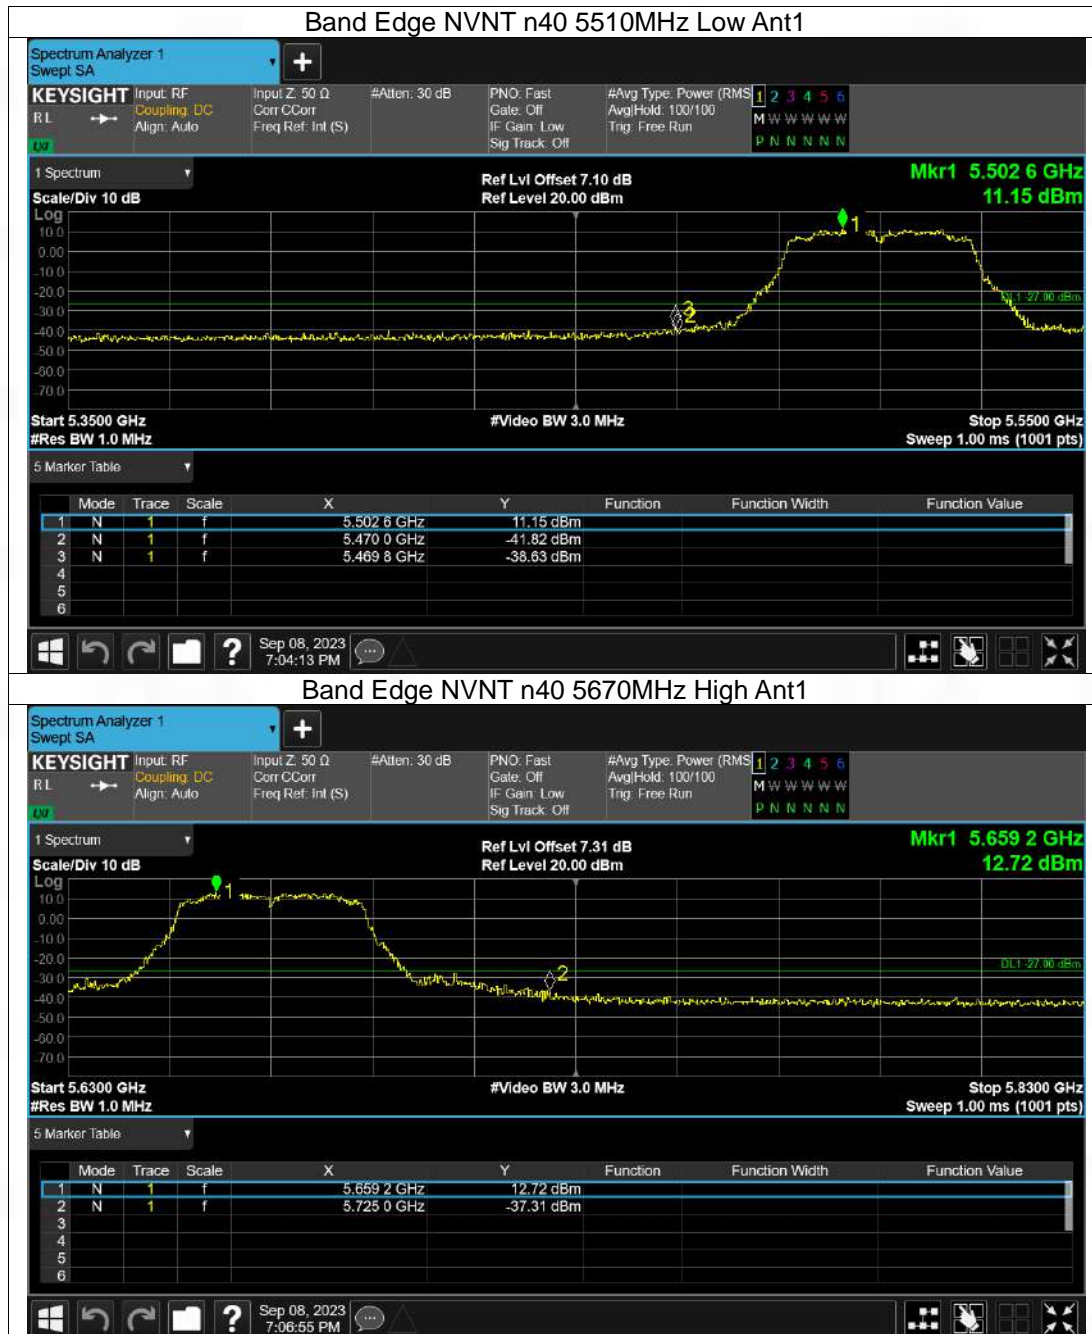 Band Edge NVNT n40 5510MHz Low Ant1
Spectrum Analyzer 1
Swept SA
+
KEYSIGHT Input: RF Input Z: 50 Ω #Atten: 30 dB PNO: Fast #Avg Type: Power (RMS 1 2 3 4 5 6
RL Coupling: DC Corr CCorr Gate: Off Avg|Hold: 100/100 M W W W W W
Align: Auto Freq Ref: Int (S) IF Gain: Low Trig: Free Run
LXI Sig Track: Off P N N N N N
1 Spectrum Mkr1 5.502 6 GHz
Ref Lvl Offset 7.10 dB
Scale/Div 10 dB Ref Level 20.00 dBm 11.15 dBm
Log
10.0
0.00
-10.0
-20.0
DL1 -27.00 dBm
-30.0
-40.0
-50.0
-60.0
-70.0
1
3
2
Start 5.3500 GHz #Video BW 3.0 MHz Stop 5.5500 GHz
#Res BW 1.0 MHz Sweep 1.00 ms (1001 pts)
5 Marker Table
Mode Trace Scale X Y Function Function Width Function Value
1 N 1 f 5.502 6 GHz 11.15 dBm
2 N 1 f 5.470 0 GHz -41.82 dBm
3 N 1 f 5.469 8 GHz -38.63 dBm
4
5
6
? Sep 08, 2023
7:04:13 PM
Band Edge NVNT n40 5670MHz High Ant1
Spectrum Analyzer 1
Swept SA
+
KEYSIGHT Input: RF Input Z: 50 Ω #Atten: 30 dB PNO: Fast #Avg Type: Power (RMS 1 2 3 4 5 6
RL Coupling: DC Corr CCorr Gate: Off Avg|Hold: 100/100 M W W W W W
Align: Auto Freq Ref: Int (S) IF Gain: Low Trig: Free Run
LXI Sig Track: Off P N N N N N
1 Spectrum Mkr1 5.659 2 GHz
Ref Lvl Offset 7.31 dB
Scale/Div 10 dB Ref Level 20.00 dBm 12.72 dBm
Log
10.0
0.00
-10.0
-20.0
DL1 -27.00 dBm
-30.0
-40.0
-50.0
-60.0
-70.0
1
2
Start 5.6300 GHz #Video BW 3.0 MHz Stop 5.8300 GHz
#Res BW 1.0 MHz Sweep 1.00 ms (1001 pts)
5 Marker Table
Mode Trace Scale X Y Function Function Width Function Value
1 N 1 f 5.659 2 GHz 12.72 dBm
2 N 1 f 5.725 0 GHz -37.31 dBm
3
4
5
6
? Sep 08, 2023
7:06:55 PM